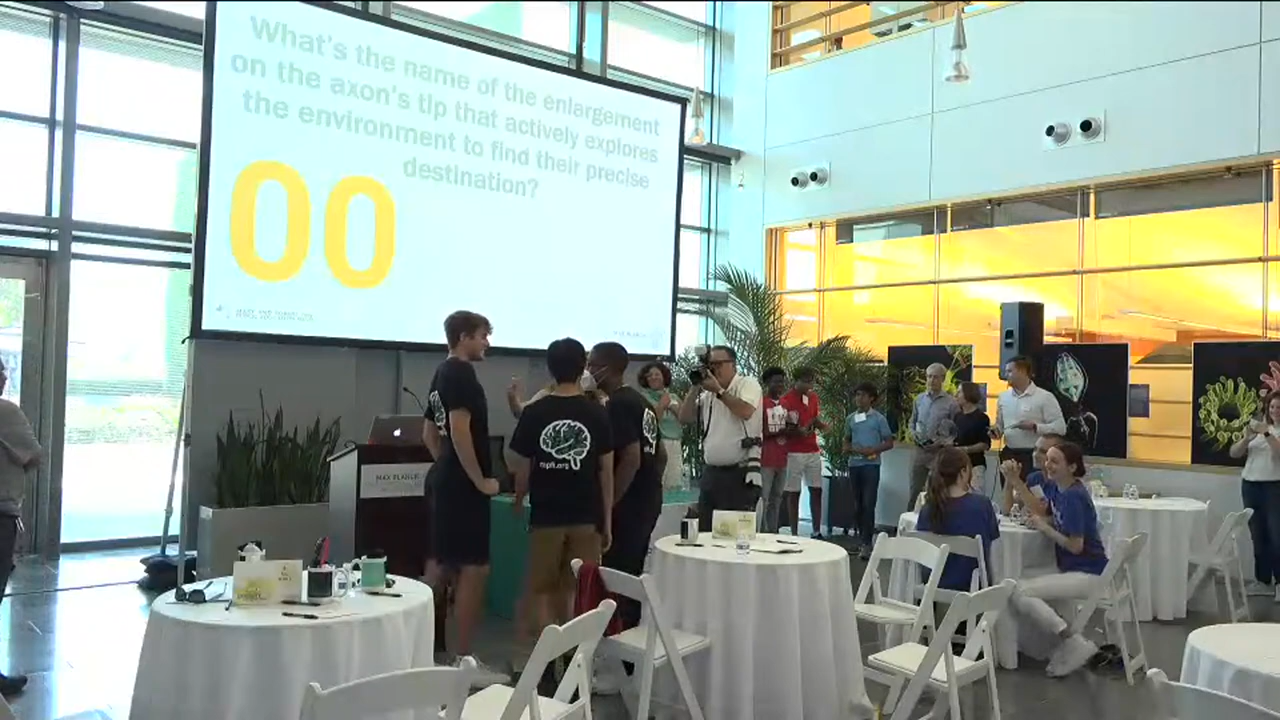 What's the name of the enlargement
on the axon's tip that actively explores
the environment to find their precise
destination?
00
MAX PLANCK
mpfi.org